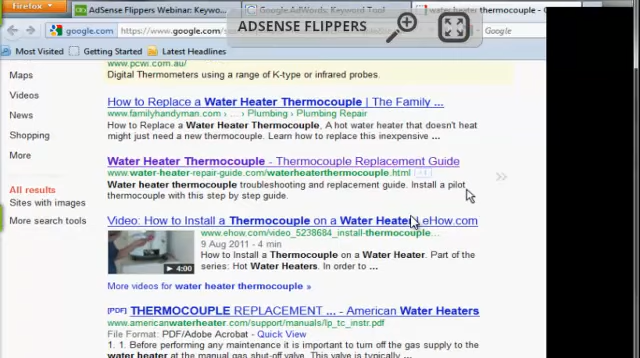 Firefox
AdSense Flippers Webinar: Keywo...
Google AdWords: Keyword Tool
water heater thermocouple - Google...
ADSENSE FLIPPERS
google.com
https://www.google.com
Google
Most Visited
Getting Started
Latest Headlines
Maps
Videos
News
Shopping
More
All results
Sites with images
More search tools
www.pcwi.com.au/
Digital Thermometers using a range of K-type or infrared probes.
How to Replace a Water Heater Thermocouple | The Family ...
www.familyhandyman.com › ... › Plumbing › Plumbing Repair
How to Replace a Water Heater Thermocouple, A hot water heater that doesn't heat
might just need a new thermocouple. Learn how to replace this inexpensive ...
Water Heater Thermocouple - Thermocouple Replacement Guide
www.water-heater-repair-guide.com/waterheaterthermocouple.html
Water heater thermocouple troubleshooting and replacement guide. Install a pilot
thermocouple with this step by step guide.
Video: How to Install a Thermocouple on a Water Heater eHow.com
www.ehow.com/video_5238684_install-thermocouple...
9 Aug 2011 - 4 min
How to Install a Thermocouple on a Water Heater. Part of the
series: Hot Water Heaters. In order to ...
4:00
More videos for water heater thermocouple »
[PDF] THERMOCOUPLE REPLACEMENT ... - American Water Heaters
www.americanwaterheater.com/support/manuals/lp_tc_instr.pdf
File Format: PDF/Adobe Acrobat - Quick View
1. 1. Before performing any maintenance it is important to turn off the gas supply to the
water heater at the manual gas shut-off valve. This valve is typically ...